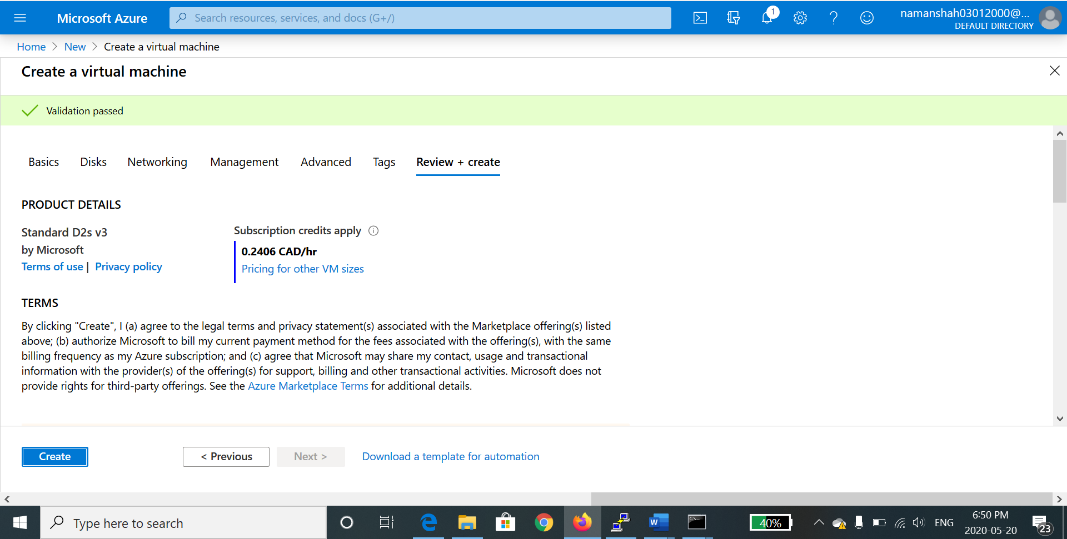 Microsoft Azure
Search resources, services, and docs (G+/)
1
namanshah03012000@...
DEFAULT DIRECTORY
Home > New > Create a virtual machine
Create a virtual machine
Validation passed
Basics Disks Networking Management Advanced Tags Review + create
PRODUCT DETAILS
Standard D2s v3
by Microsoft
Terms of use | Privacy policy
Subscription credits apply
0.2406 CAD/hr
Pricing for other VM sizes
TERMS
By clicking "Create", I (a) agree to the legal terms and privacy statement(s) associated with the Marketplace offering(s) listed
above; (b) authorize Microsoft to bill my current payment method for the fees associated with the offering(s), with the same
billing frequency as my Azure subscription; and (c) agree that Microsoft may share my contact, usage and transactional
information with the provider(s) of the offering(s) for support, billing and other transactional activities. Microsoft does not
provide rights for third-party offerings. See the Azure Marketplace Terms for additional details.
Create < Previous Next > Download a template for automation
Type here to search
40%
ENG
6:50 PM
2020-05-20
23